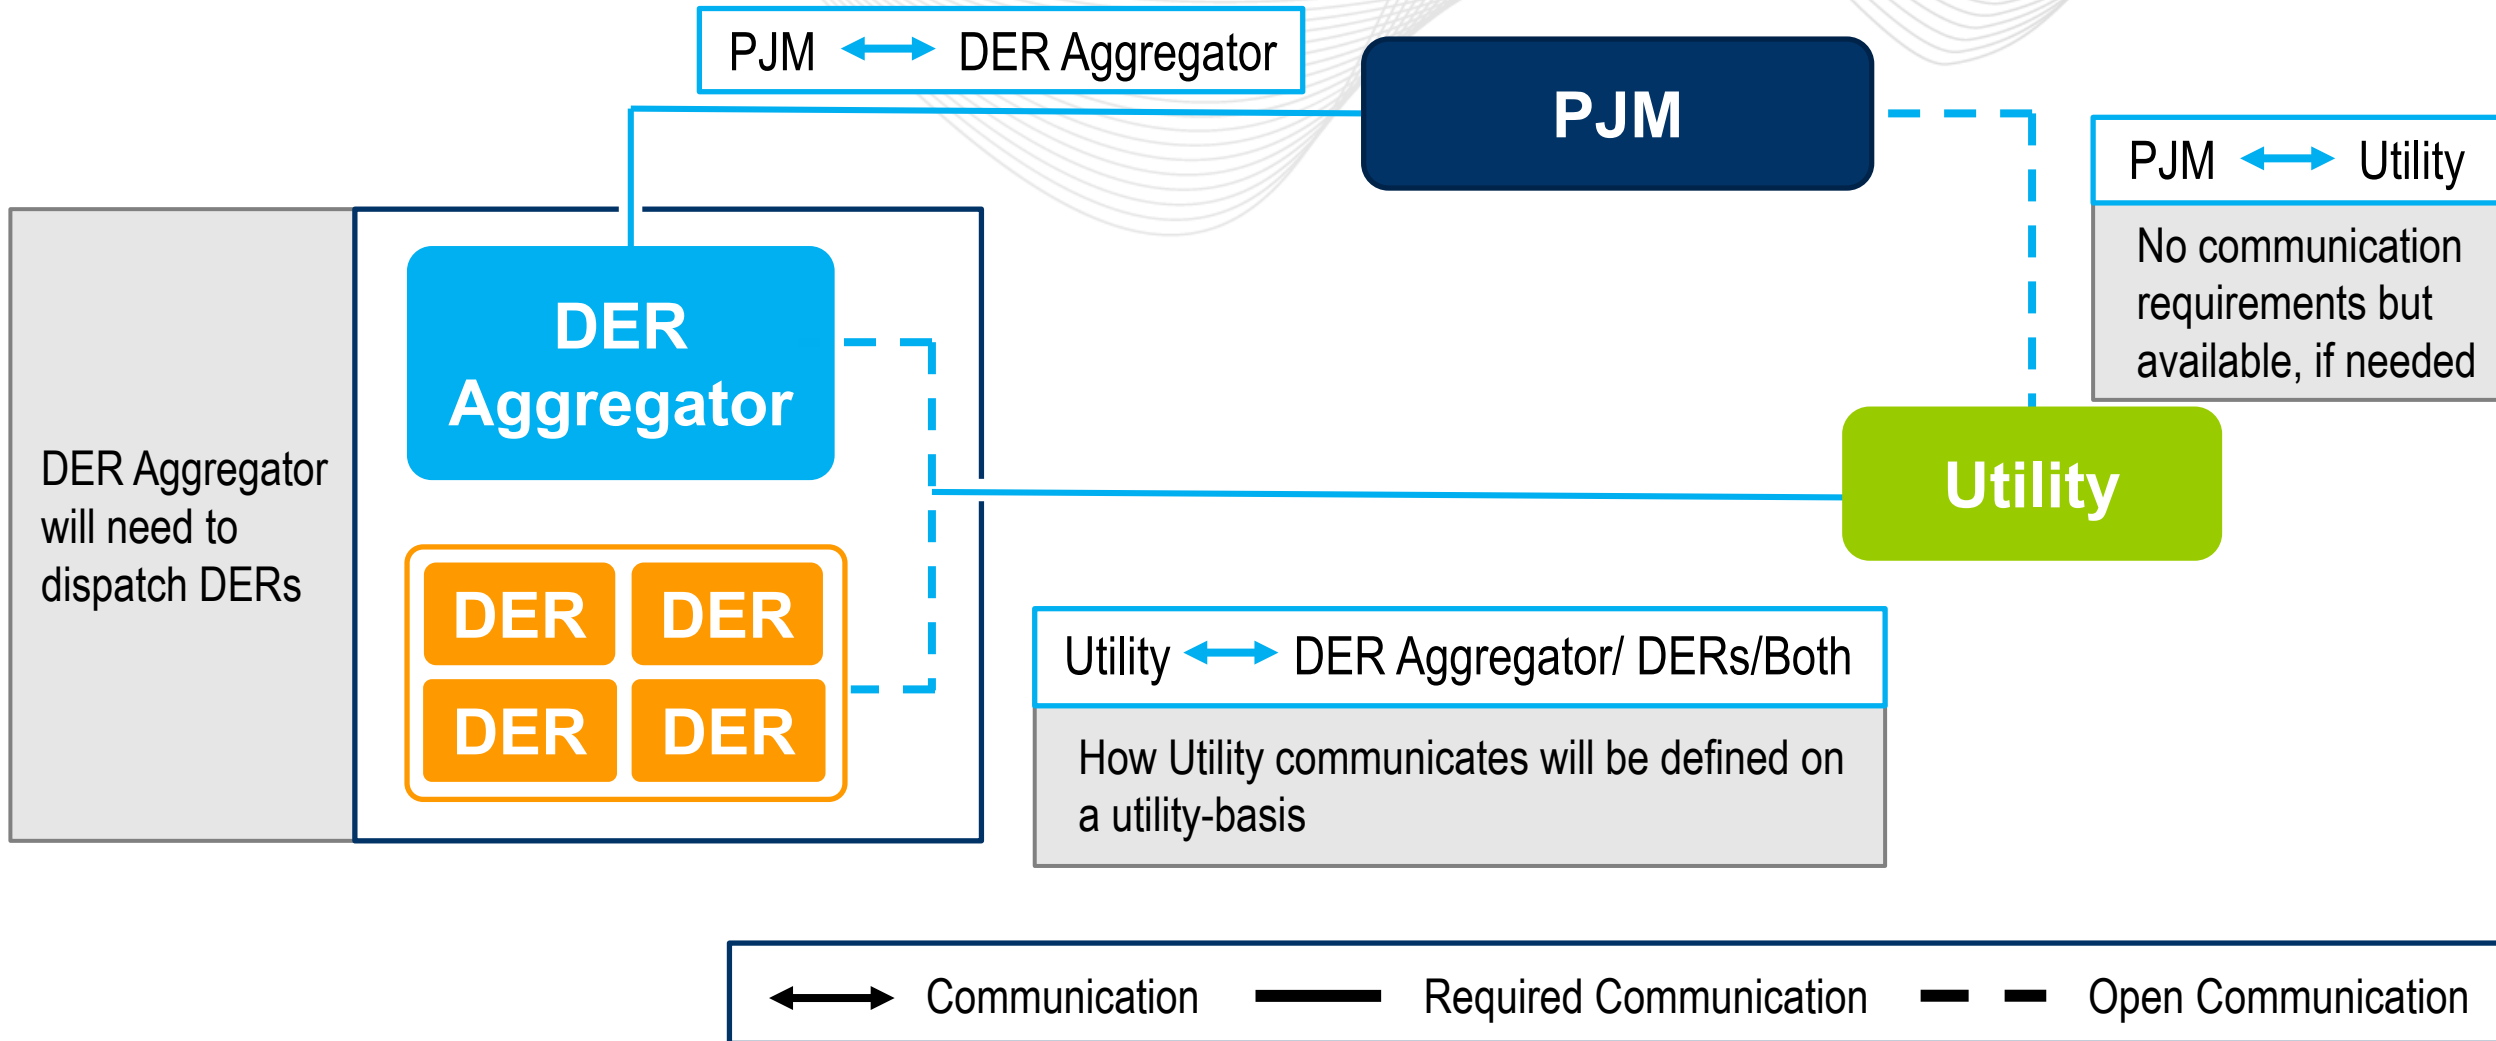 PJM DER Aggregator
PJM
PJM Utility
No communication
requirements but
available, if needed
DER
Aggregator
DER Aggregator
will need to
dispatch DERs
Utility
DER DER
DER DER
Utility DER Aggregator/ DERs/Both
How Utility communicates will be defined on
a utility-basis
Communication Required Communication Open Communication